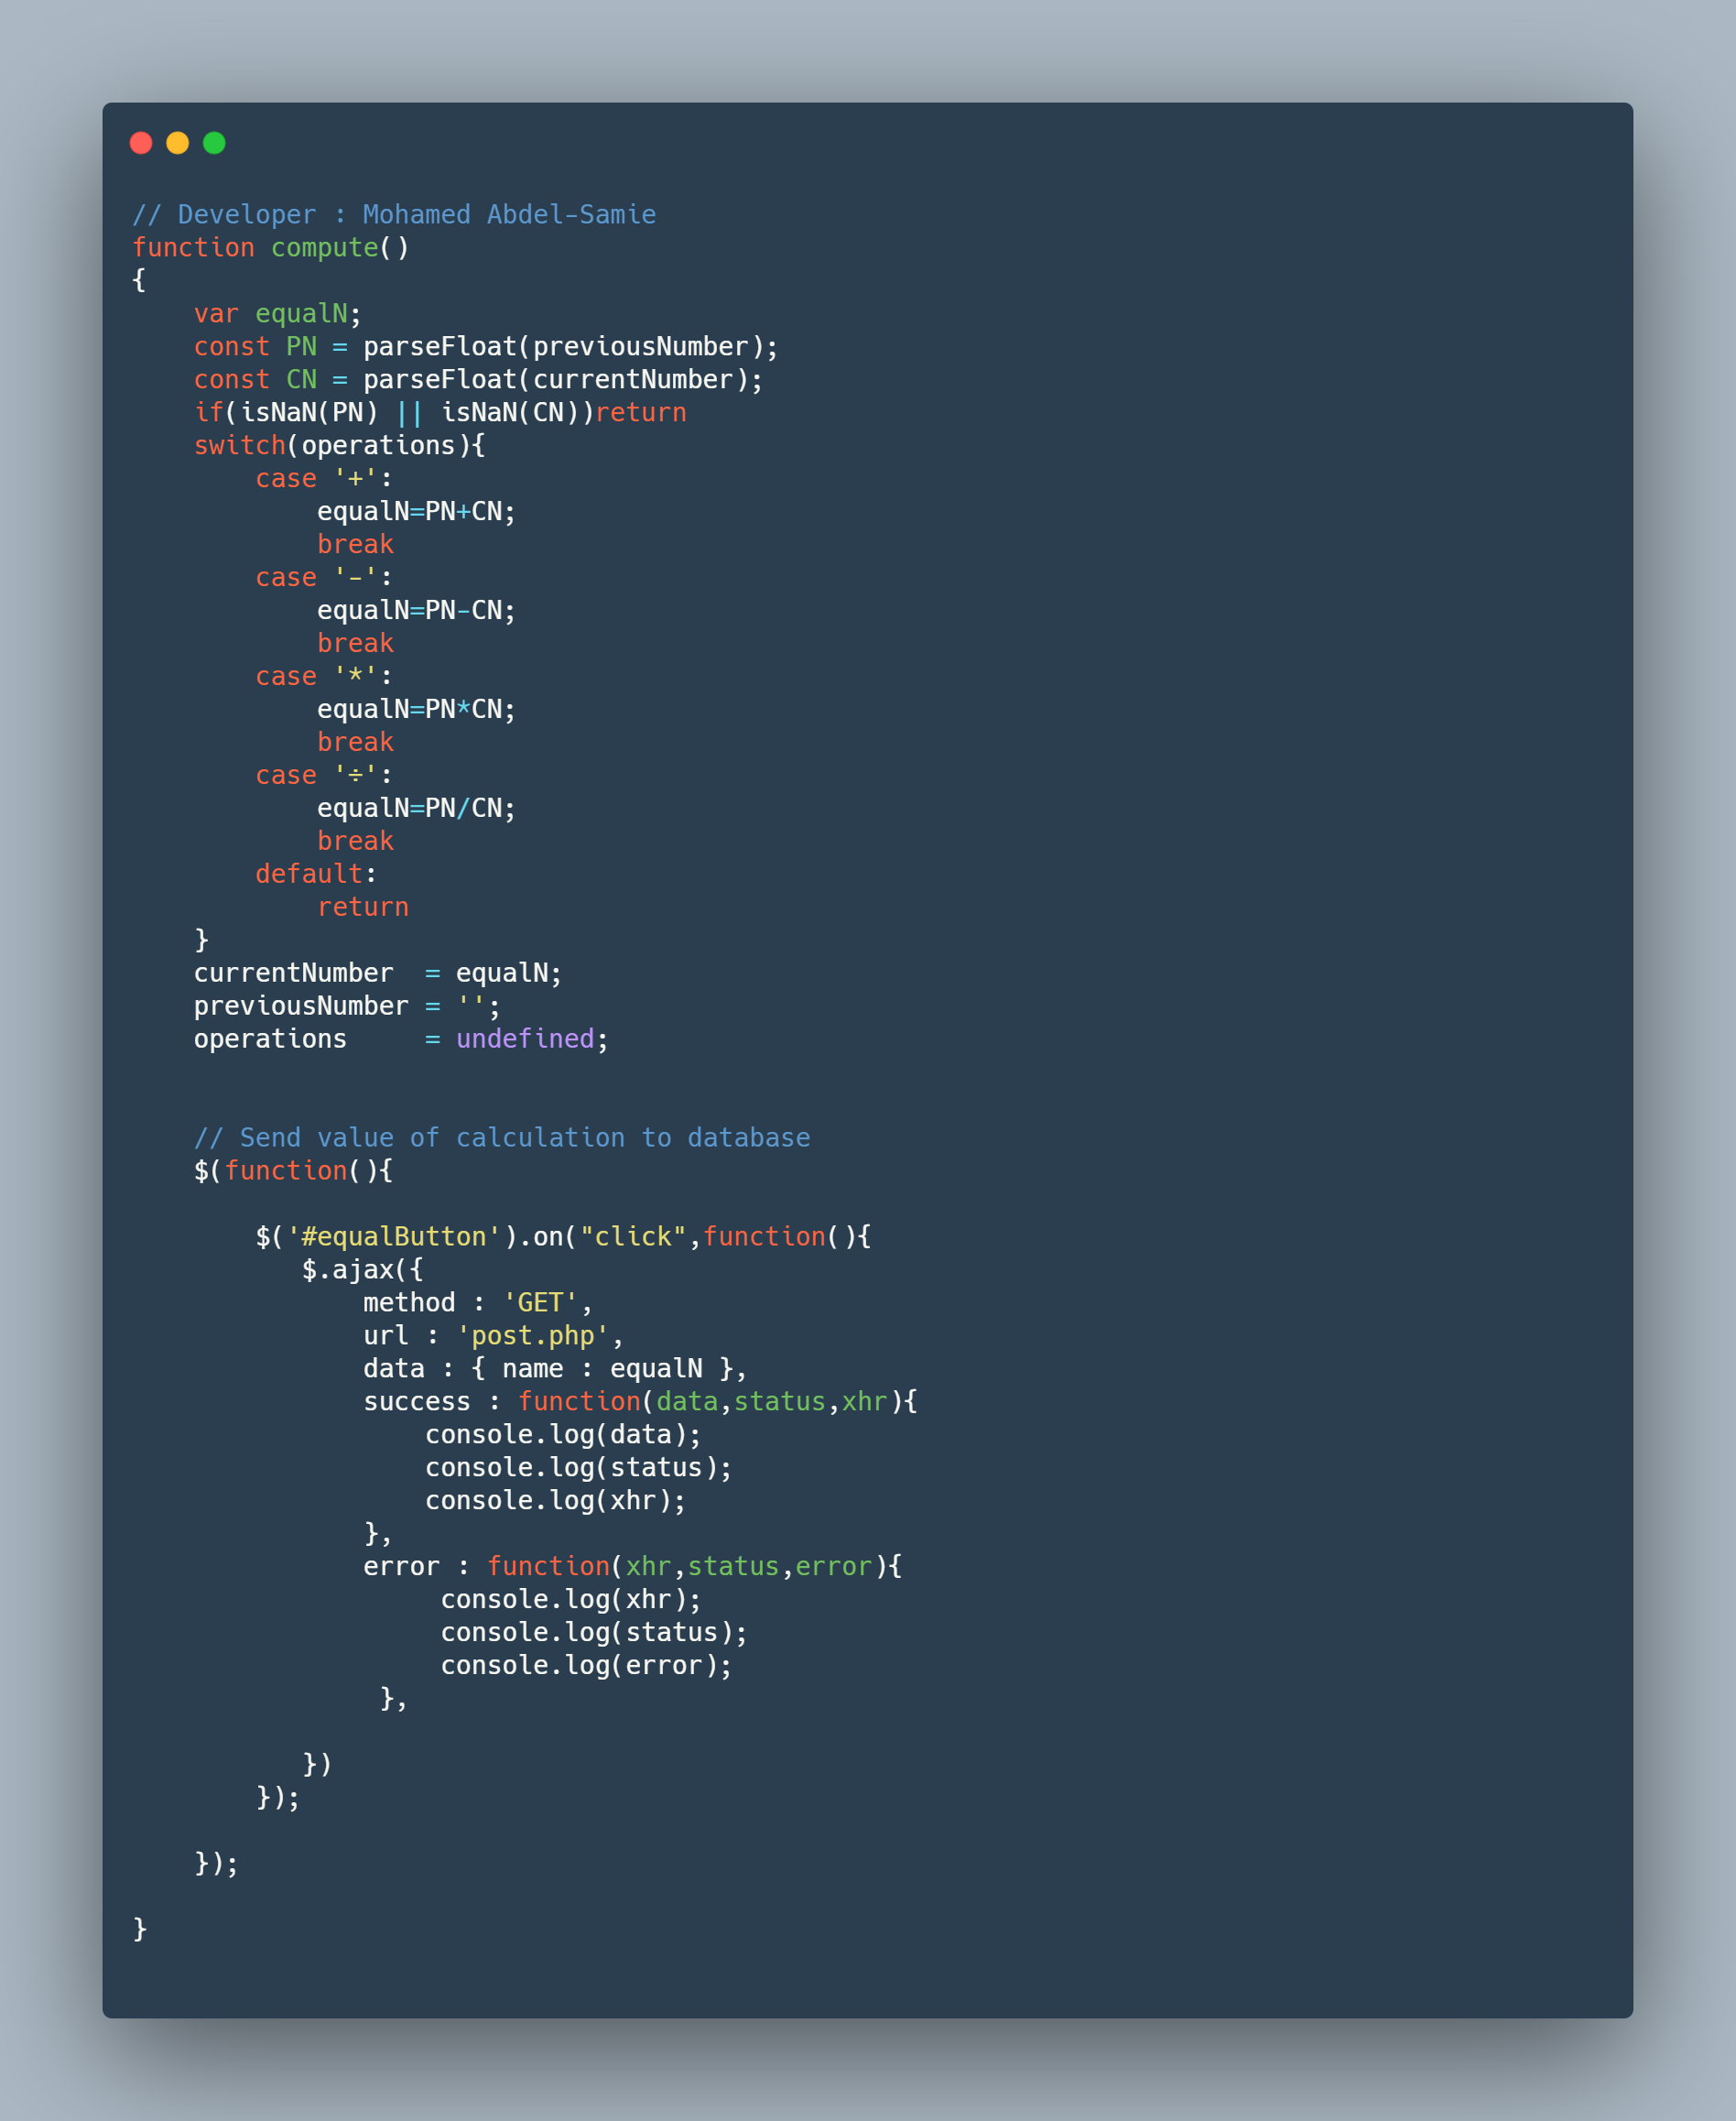 // Developer : Mohamed Abdel-Samie
function compute()
{
    var equalN;
    const PN = parseFloat(previousNumber);
    const CN = parseFloat(currentNumber);
    if(isNaN(PN) || isNaN(CN))return
    switch(operations){
        case '+':
            equalN=PN+CN;
            break
        case '-':
            equalN=PN-CN;
            break
        case '*':
            equalN=PN*CN;
            break
        case '÷':
            equalN=PN/CN;
            break
        default:
            return
    }
    currentNumber  = equalN;
    previousNumber = '';
    operations     = undefined;
    // Send value of calculation to database
    $(function(){
        $('#equalButton').on("click",function(){
           $.ajax({
               method : 'GET',
               url : 'post.php',
               data : { name : equalN },
               success : function(data,status,xhr){
                   console.log(data);
                   console.log(status);
                   console.log(xhr);
               },
               error : function(xhr,status,error){
                    console.log(xhr);
                    console.log(status);
                    console.log(error);
                },
           })
        });
    });
}